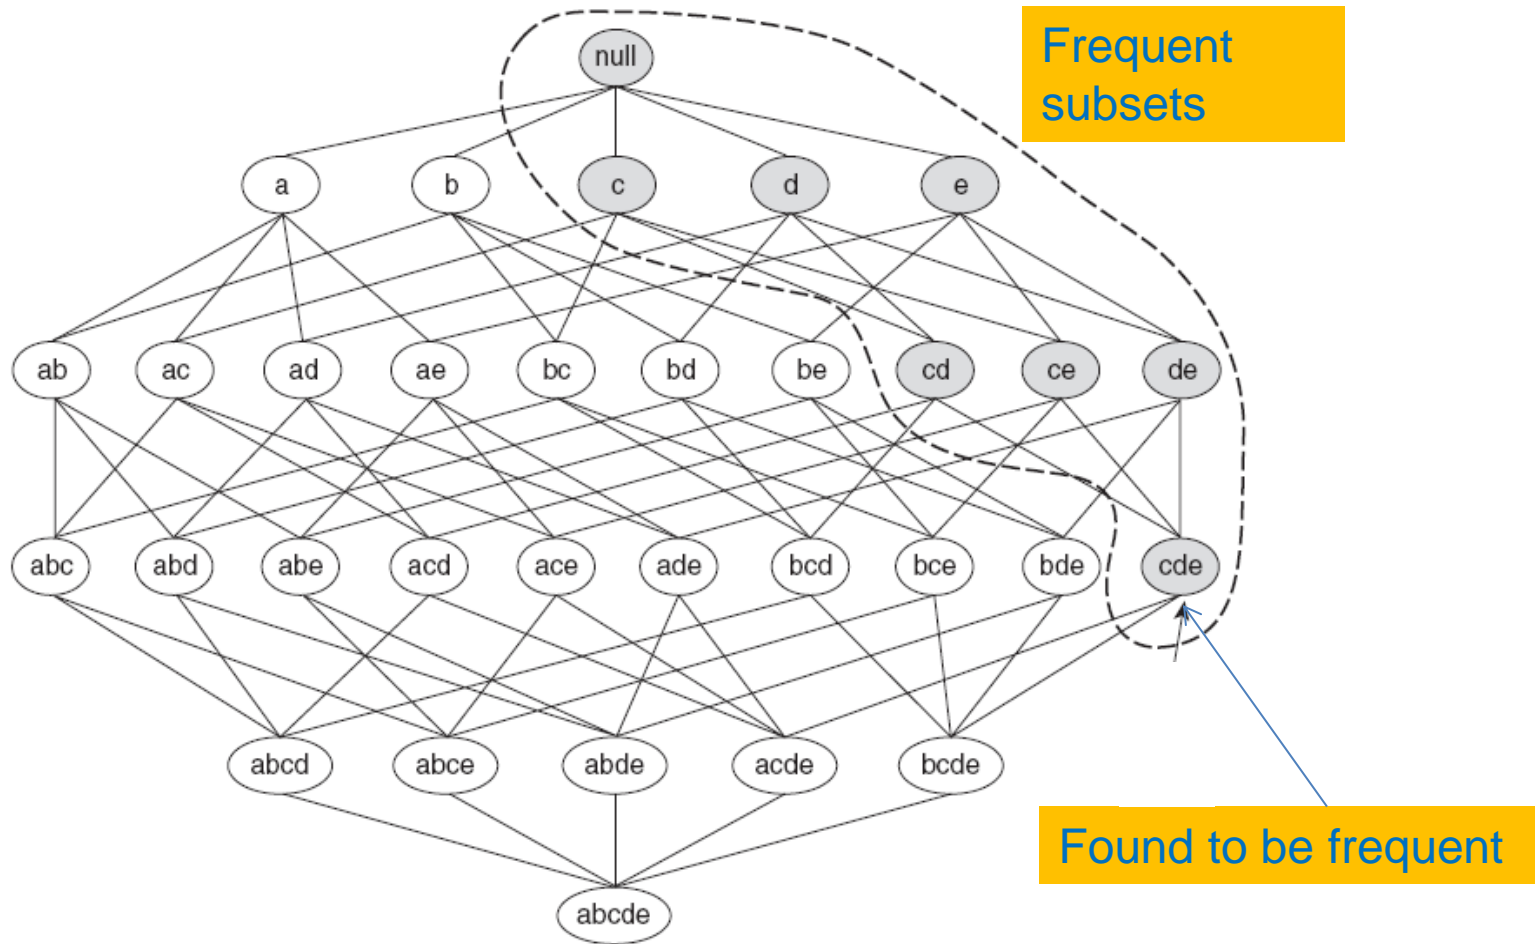 Frequent
subsets
null
a b c d e
ab ac ad ae bc bd be cd ce de
abc abd abe acd ace ade bcd bce bde cde
abcd abce abde acde bcde
Found to be frequent
abcde